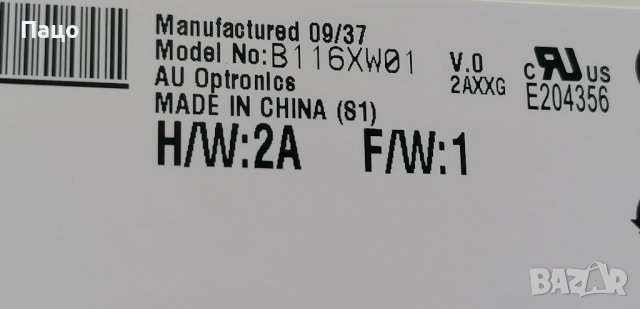 Пацо
Manufactured 09/37
Model No:B116XW01 V.0
AU Optronics 2AXXG
MADE IN CHINA (S1)
H/W:2A F/W:1
c RU US
E204356
BAZAR